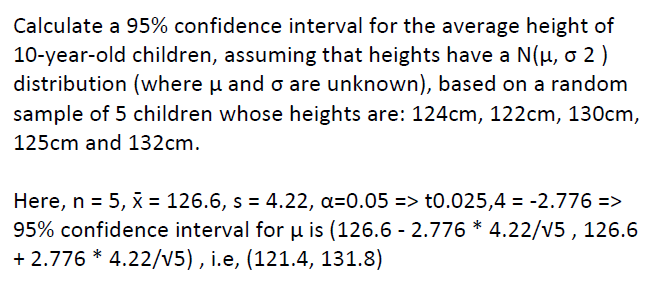 Calculate a 95% confidence interval for the average height of
10-year-old children, assuming that heights have a N(μ, σ 2 )
distribution (where μ and σ are unknown), based on a random
sample of 5 children whose heights are: 124cm, 122cm, 130cm,
125cm and 132cm.
Here, n = 5, x̄ = 126.6, s = 4.22, α=0.05 => t0.025,4 = -2.776 =>
95% confidence interval for μ is (126.6 - 2.776 * 4.22/√5 , 126.6
+ 2.776 * 4.22/√5) , i.e, (121.4, 131.8)